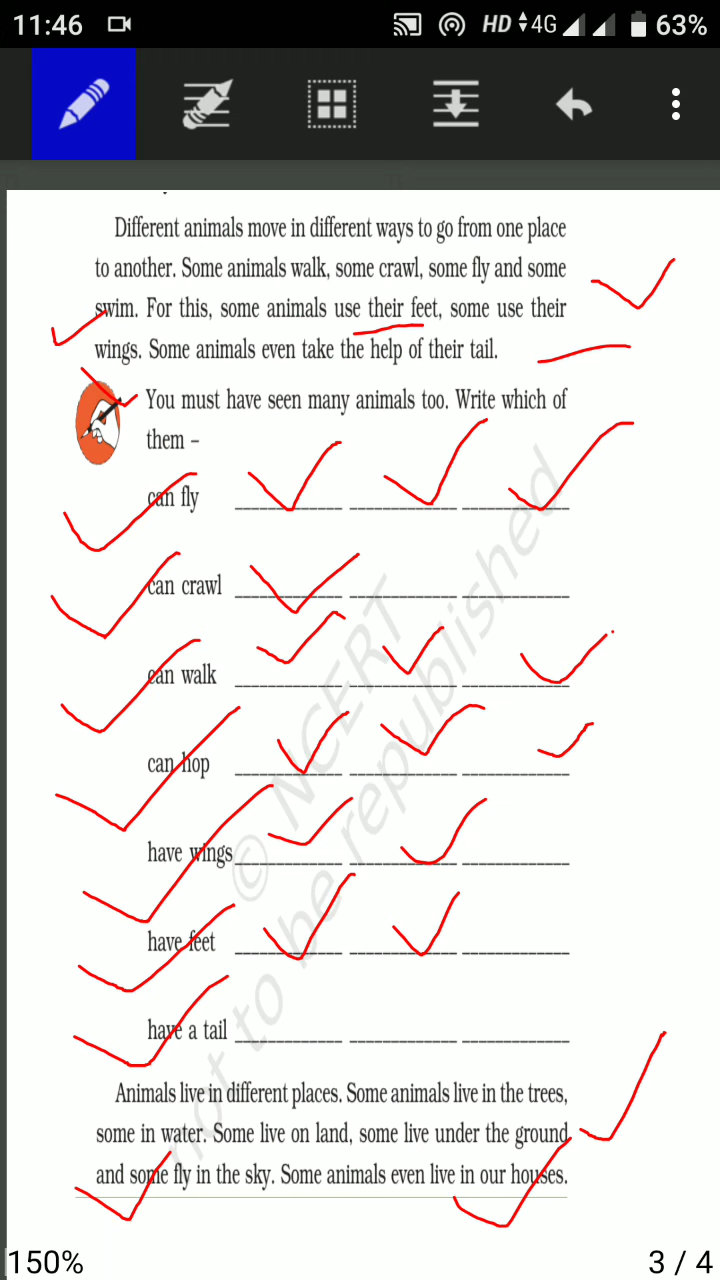 11:46 HD 4G 63%
Different animals move in different ways to go from one place
to another. Some animals walk, some crawl, some fly and some
swim. For this, some animals use their feet, some use their
wings. Some animals even take the help of their tail.
You must have seen many animals too. Write which of
them –
can fly
can crawl
can walk
can hop
have wings
have feet
have a tail
© NCERT
not to be republished
Animals live in different places. Some animals live in the trees,
some in water. Some live on land, some live under the ground
and some fly in the sky. Some animals even live in our houses.
150% 3 / 4